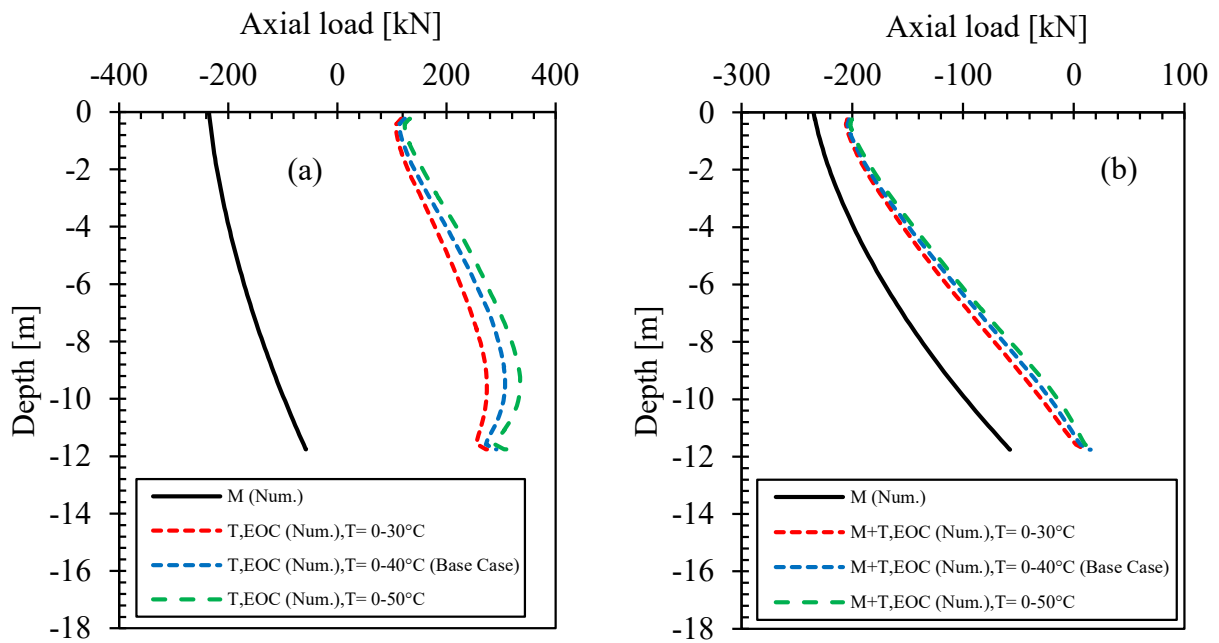 Axial load [kN]
-400 -200 0 200 400
0
-2
-4
-6
-8
-10
-12
-14
-16
-18
Depth [m]
(a)
M (Num.)
T,EOC (Num.),T= 0-30°C
T,EOC (Num.),T= 0-40°C (Base Case)
T,EOC (Num.),T= 0-50°C
Axial load [kN]
-300 -200 -100 0 100
0
-2
-4
-6
-8
-10
-12
-14
-16
-18
Depth [m]
(b)
M (Num.)
M+T,EOC (Num.),T= 0-30°C
M+T,EOC (Num.),T= 0-40°C (Base Case)
M+T,EOC (Num.),T= 0-50°C